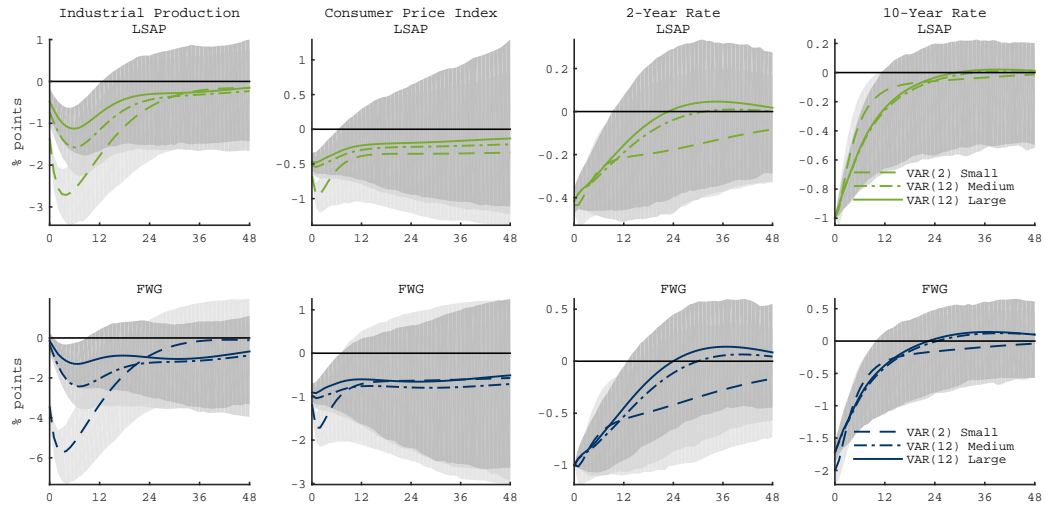 Industrial Production
LSAP
Consumer Price Index
LSAP
2-Year Rate
LSAP
10-Year Rate
LSAP
% points
1
0
-1
-2
-3
0 12 24 36 48
1
0.5
0
-0.5
-1
0 12 24 36 48
0.2
0
-0.2
-0.4
0 12 24 36 48
0.2
0
-0.2
-0.4
-0.6
-0.8
-1
0 12 24 36 48
VAR(2) Small
VAR(12) Medium
VAR(12) Large
FWG
FWG
FWG
FWG
% points
0
-2
-4
-6
0 12 24 36 48
1
0
-1
-2
-3
0 12 24 36 48
0.5
0
-0.5
-1
0 12 24 36 48
0.5
0
-0.5
-1
-1.5
-2
0 12 24 36 48
VAR(2) Small
VAR(12) Medium
VAR(12) Large